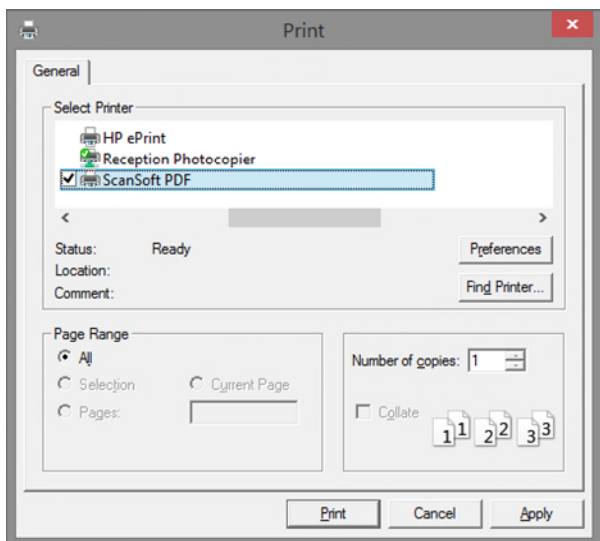 Print
General
Select Printer
HP ePrint
Reception Photocopier
ScanSoft PDF
Status: Ready
Preferences
Location:
Comment:
Find Printer...
Page Range
All
Selection
Current Page
Pages:
Number of copies: 1
Collate
1 1 2 2 3 3
Print Cancel Apply